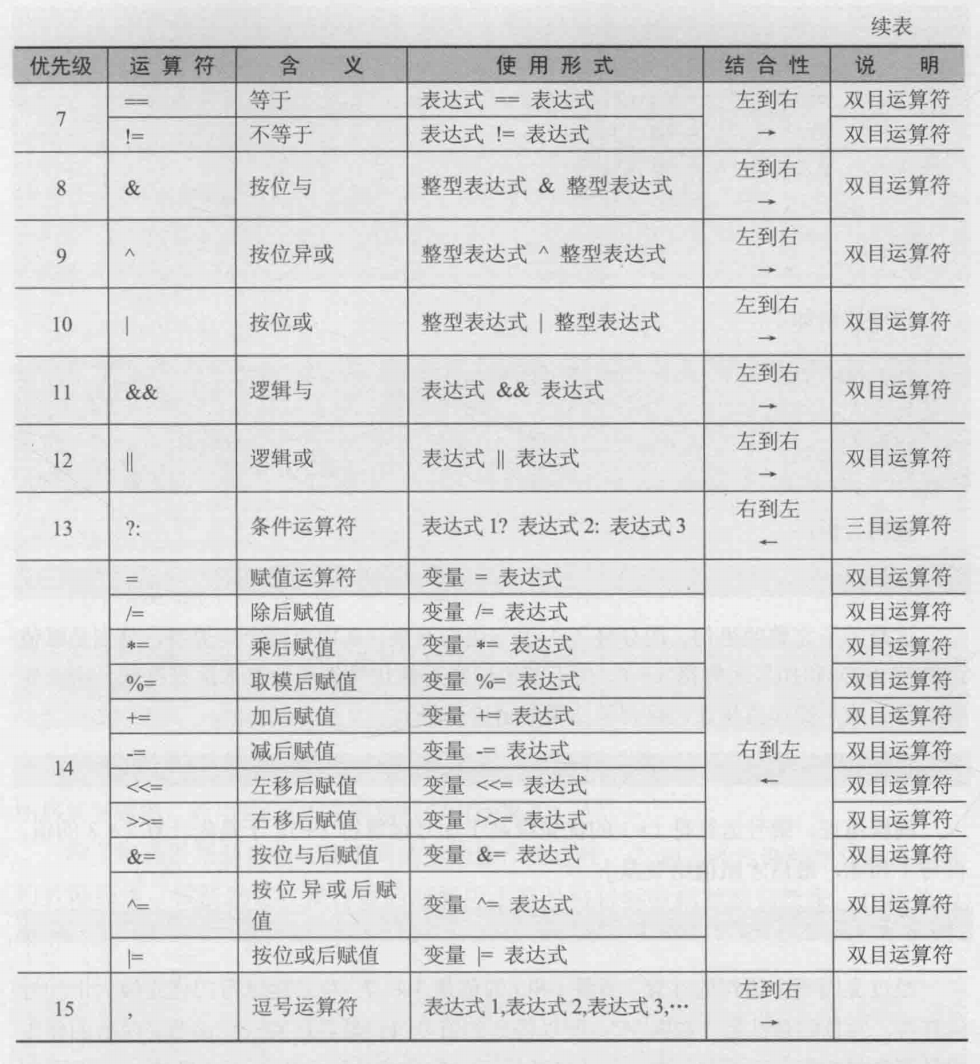 续表
优先级 运算符 含 义 使用形式 结合性 说 明
7 == 等于 表达式 == 表达式 左到右 → 双目运算符
!= 不等于 表达式 != 表达式 双目运算符
8 & 按位与 整型表达式 & 整型表达式 左到右 → 双目运算符
9 ^ 按位异或 整型表达式 ^ 整型表达式 左到右 → 双目运算符
10 | 按位或 整型表达式 | 整型表达式 左到右 → 双目运算符
11 && 逻辑与 表达式 && 表达式 左到右 → 双目运算符
12 || 逻辑或 表达式 || 表达式 左到右 → 双目运算符
13 ?: 条件运算符 表达式1? 表达式2: 表达式3 右到左 ← 三目运算符
14 = 赋值运算符 变量 = 表达式 右到左 ← 双目运算符
/= 除后赋值 变量 /= 表达式 双目运算符
*= 乘后赋值 变量 *= 表达式 双目运算符
%= 取模后赋值 变量 %= 表达式 双目运算符
+= 加后赋值 变量 += 表达式 双目运算符
-= 减后赋值 变量 -= 表达式 双目运算符
<<= 左移后赋值 变量 <<= 表达式 双目运算符
>>= 右移后赋值 变量 >>= 表达式 双目运算符
&= 按位与后赋值 变量 &= 表达式 双目运算符
^= 按位异或后赋值 变量 ^= 表达式 双目运算符
|= 按位或后赋值 变量 |= 表达式 双目运算符
15 , 逗号运算符 表达式1,表达式2,表达式3,… 左到右 →